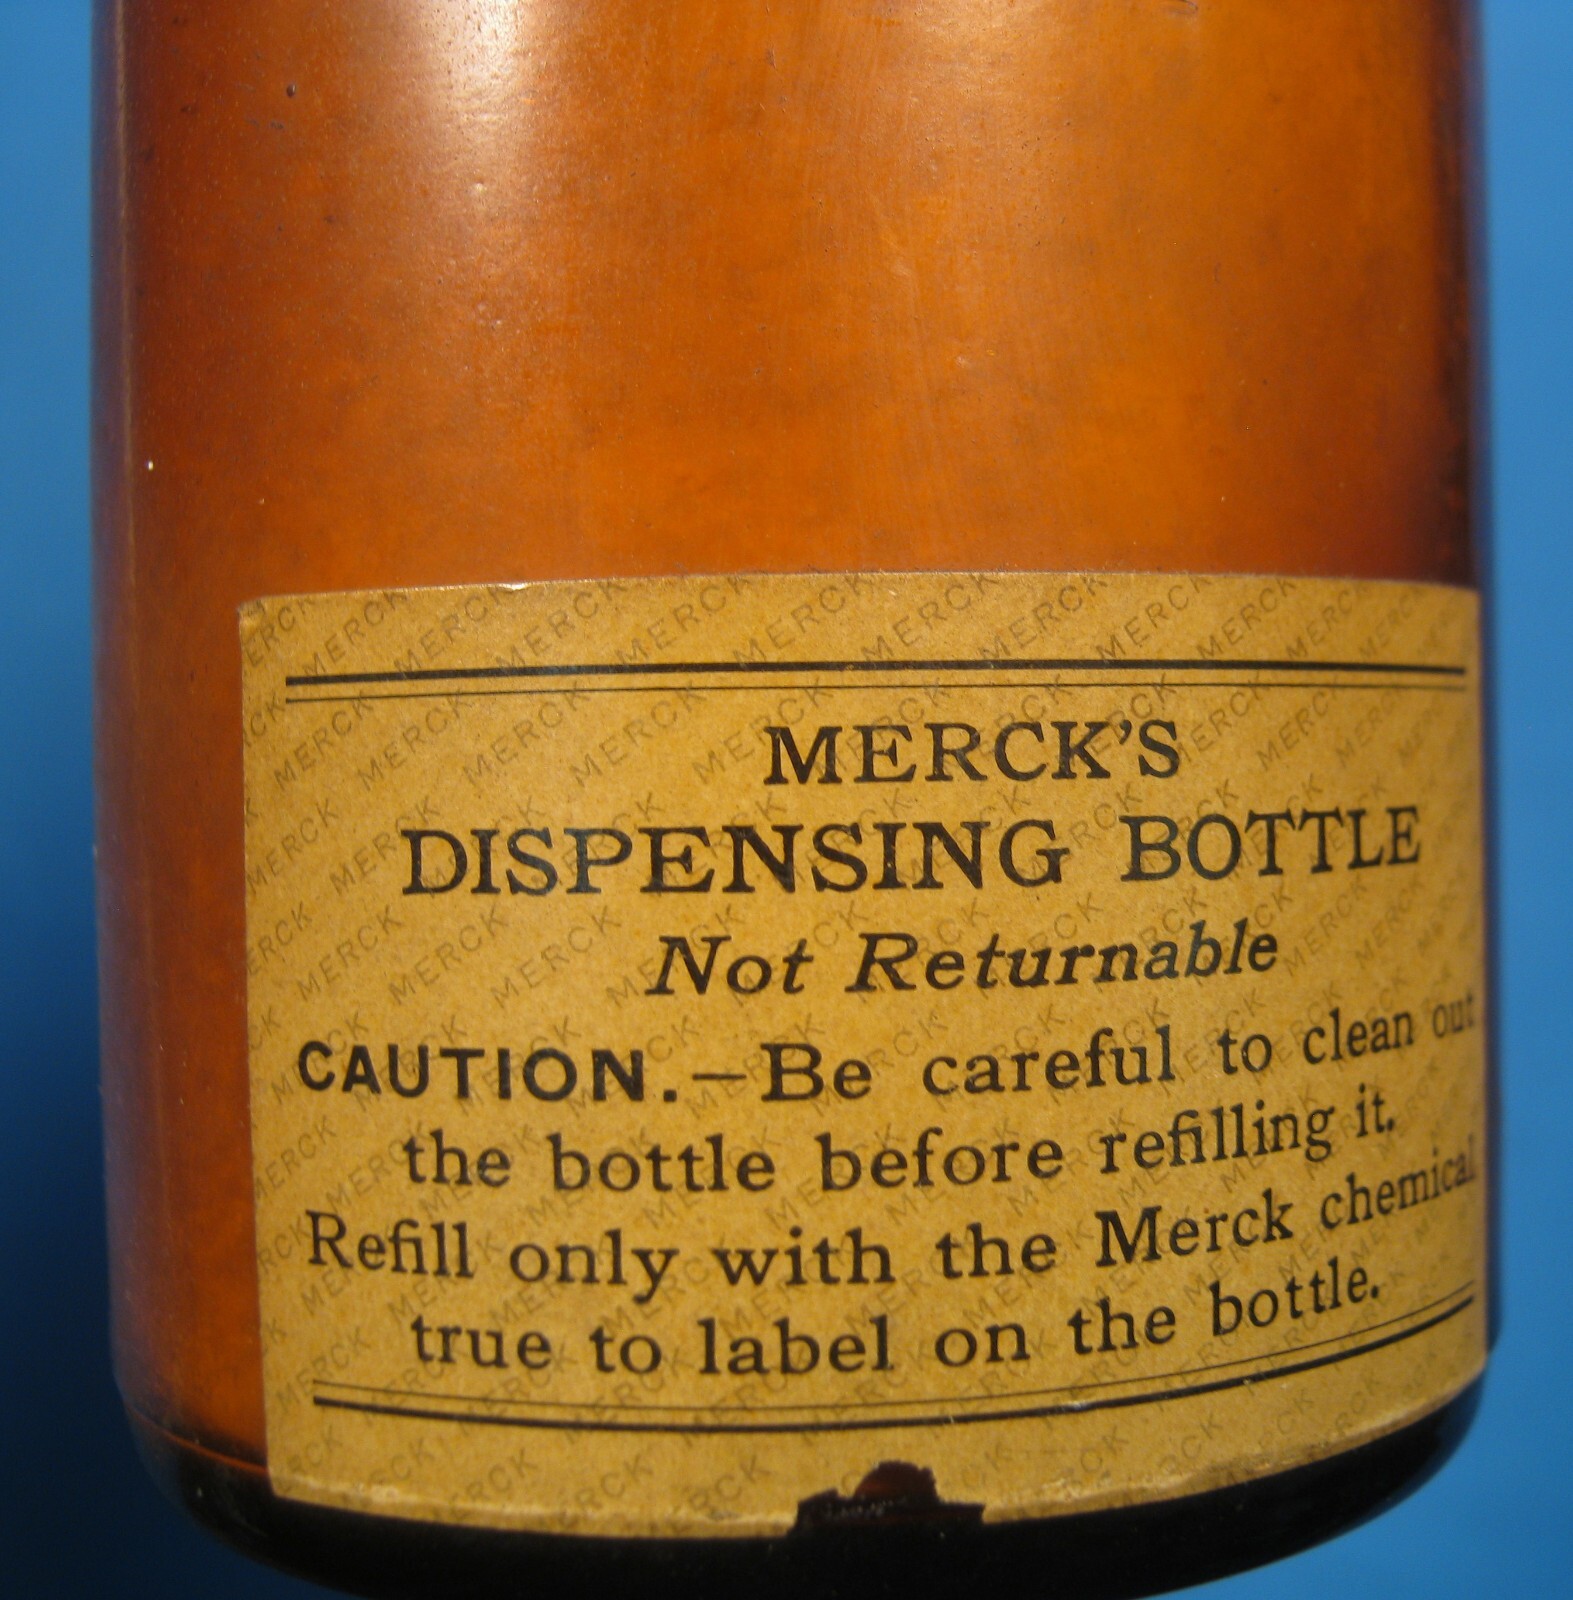 MERCK'S
DISPENSING BOTTLE
Not Returnable
CAUTION.—Be careful to clean out
the bottle before refilling it.
Refill only with the Merck chemical
true to label on the bottle.